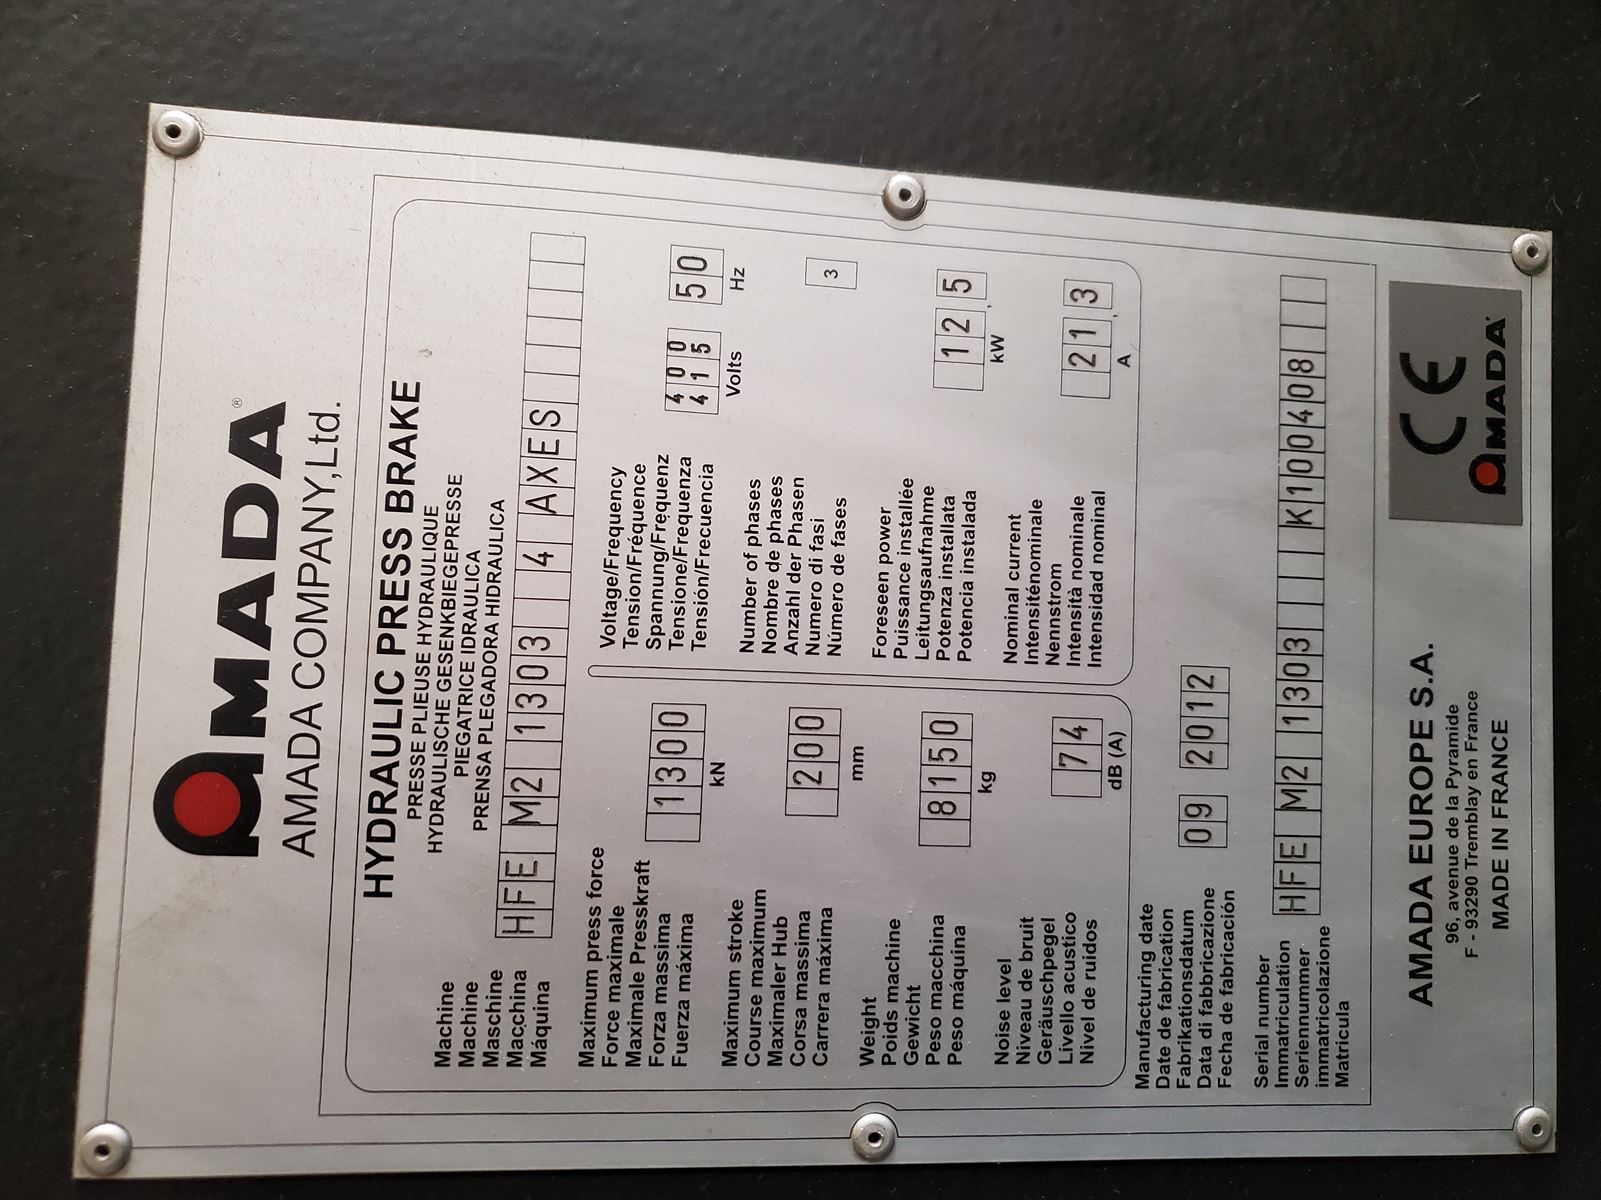 AMADA®
AMADA COMPANY,Ltd.
HYDRAULIC PRESS BRAKE
PRESSE PLIEUSE HYDRAULIQUE
HYDRAULISCHE GESENKBIEGEPRESSE
PIEGATRICE IDRAULICA
PRENSA PLEGADORA HIDRAULICA
Machine
Machine
Maschine
Macchina
Máquina
HFE M2 1303 4 AXES
Maximum press force
Force maximale
Maximale Presskraft
Forza massima
Fuerza máxima
1300
kN
Maximum stroke
Course maximum
Maximaler Hub
Corsa massima
Carrera máxima
200
mm
Weight
Poids machine
Gewicht
Peso macchina
Peso máquina
8150
kg
Noise level
Niveau de bruit
Geräuschpegel
Livello acustico
Nivel de ruidos
74
dB (A)
Voltage/Frequency
Tension/Fréquence
Spannung/Frequenz
Tensione/Frequenza
Tensión/Frecuencia
400
415
Volts
50
Hz
Number of phases
Nombre de phases
Anzahl der Phasen
Numero di fasi
Número de fases
3
Foreseen power
Puissance installée
Leitungsaufnahme
Potenza installata
Potencia instalada
12,5
kW
Nominal current
Intensiténominale
Nennstrom
Intensità nominale
Intensidad nominal
21,3
A
Manufacturing date
Date de fabrication
Fabrikationsdatum
Data di fabbricazione
Fecha de fabricación
09 2012
Serial number
Immatriculation
Seriennummer
immatricolazione
Matrícula
HFE M2 1303 K100408
AMADA EUROPE S.A.
96, avenue de la Pyramide
F - 93290 Tremblay en France
MADE IN FRANCE
CE
AMADA